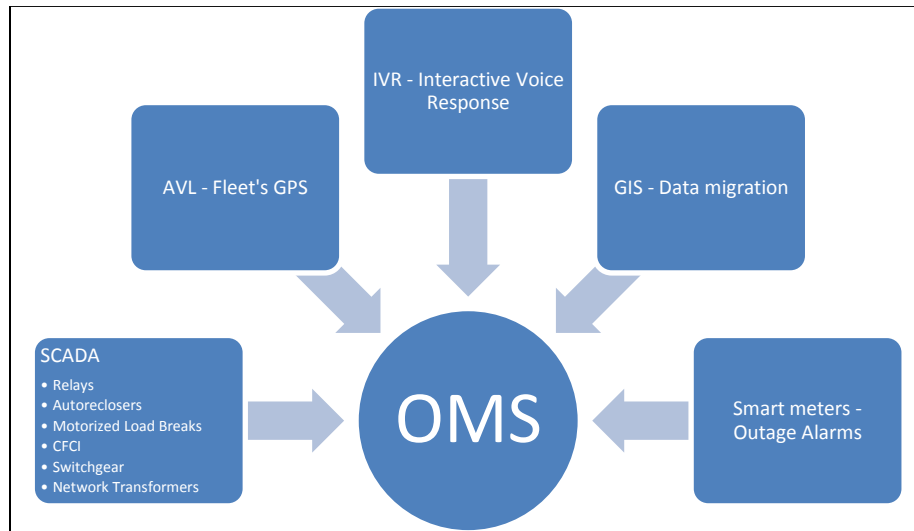 IVR - Interactive Voice
Response
AVL - Fleet's GPS
GIS - Data migration
SCADA
• Relays
• Autoreclosers
• Motorized Load Breaks
• CFCI
• Switchgear
• Network Transformers
OMS
Smart meters -
Outage Alarms